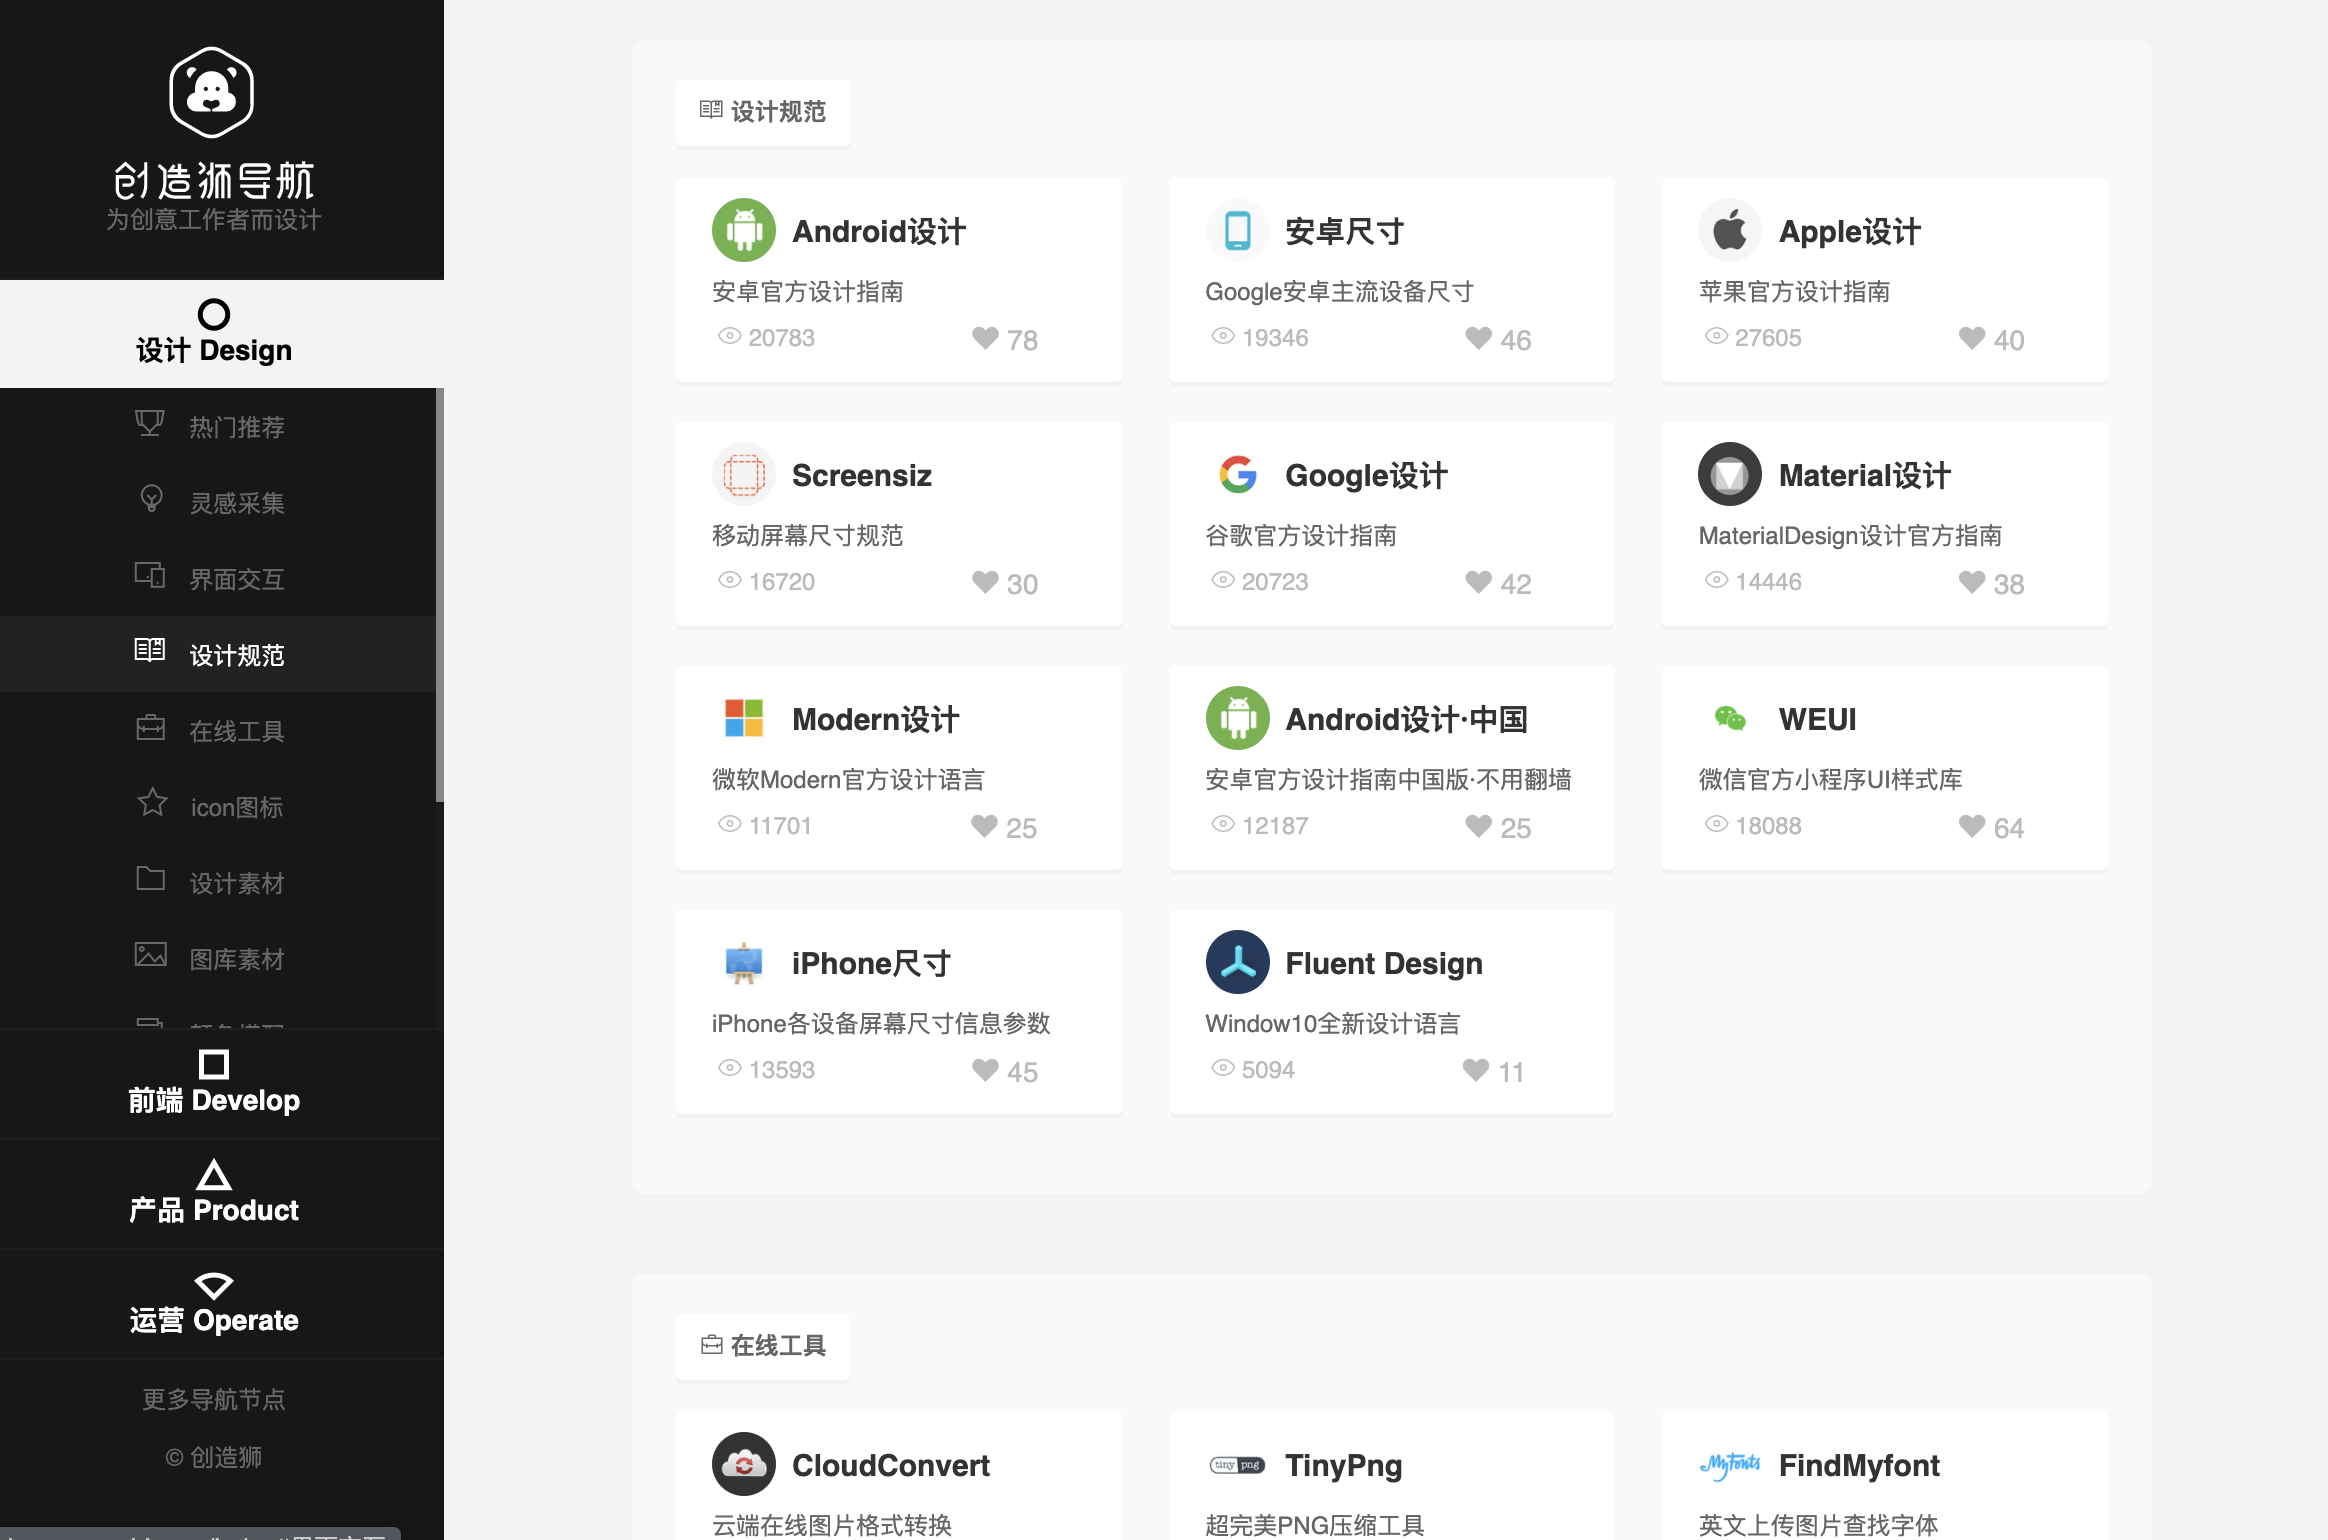 创造狮导航
为创意工作者而设计
设计 Design
热门推荐
灵感采集
界面交互
设计规范
在线工具
icon图标
设计素材
图库素材
前端 Develop
产品 Product
运营 Operate
更多导航节点
© 创造狮
设计规范
Android设计
安卓官方设计指南
20783 78
安卓尺寸
Google安卓主流设备尺寸
19346 46
Apple设计
苹果官方设计指南
27605 40
Screensiz
移动屏幕尺寸规范
16720 30
Google设计
谷歌官方设计指南
20723 42
Material设计
MaterialDesign设计官方指南
14446 38
Modern设计
微软Modern官方设计语言
11701 25
Android设计·中国
安卓官方设计指南中国版·不用翻墙
12187 25
WEUI
微信官方小程序UI样式库
18088 64
iPhone尺寸
iPhone各设备屏幕尺寸信息参数
13593 45
Fluent Design
Window10全新设计语言
5094 11
在线工具
CloudConvert
云端在线图片格式转换
tiny png
TinyPng
超完美PNG压缩工具
MyFonts
FindMyfont
英文上传图片查找字体